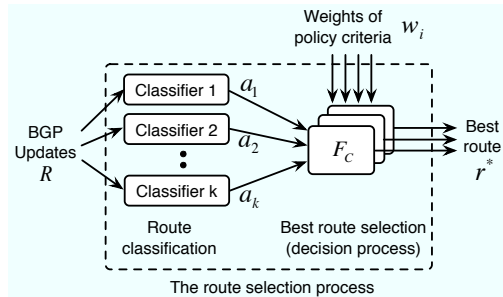 Weights of
policy criteria w_i
Classifier 1 a_1
BGP
Updates
R
Classifier 2 a_2
F_C
Best
route
r*
Classifier k a_k
Route
classification
Best route selection
(decision process)
The route selection process